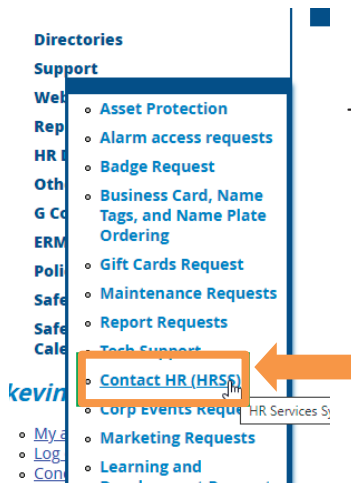 Directories
Support
Web
Rep
HR
Oth
G Co
ERM
Poli
Safe
Safe
Cale
Asset Protection
Alarm access requests
Badge Request
Business Card, Name
Tags, and Name Plate
Ordering
Gift Cards Request
Maintenance Requests
Report Requests
Tech Support
Contact HR (HRSS)
HR Services Sy
Corp Events Reque
Marketing Requests
Learning and
kevin
My a
Log
Con